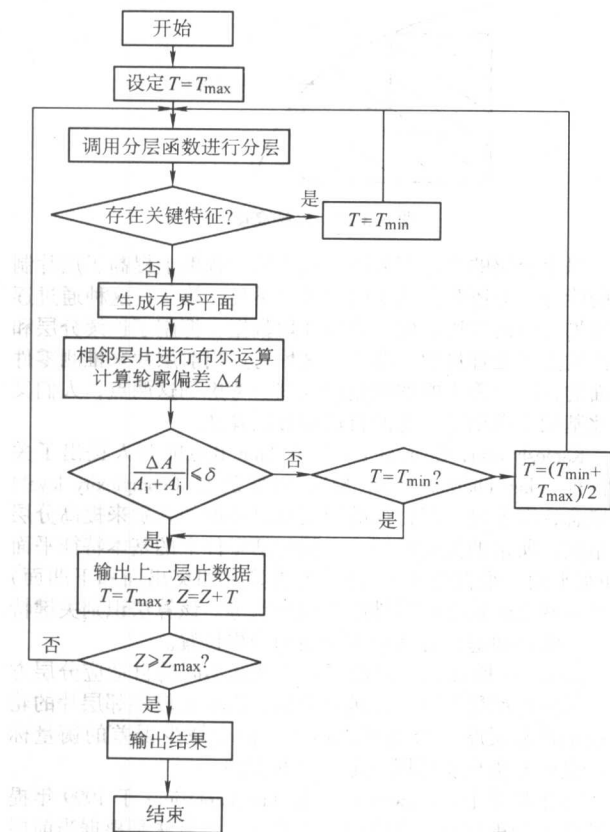 开始
设定 T=Tmax
调用分层函数进行分层
存在关键特征?
是
T=Tmin
否
生成有界平面
相邻层片进行布尔运算
计算轮廓偏差 ΔA
|ΔA/(Ai+Aj)|≤δ
否
T=Tmin?
T=(Tmin+
Tmax)/2
是
是
输出上一层片数据
T=Tmax, Z=Z+T
否
Z≥Zmax?
是
输出结果
结束